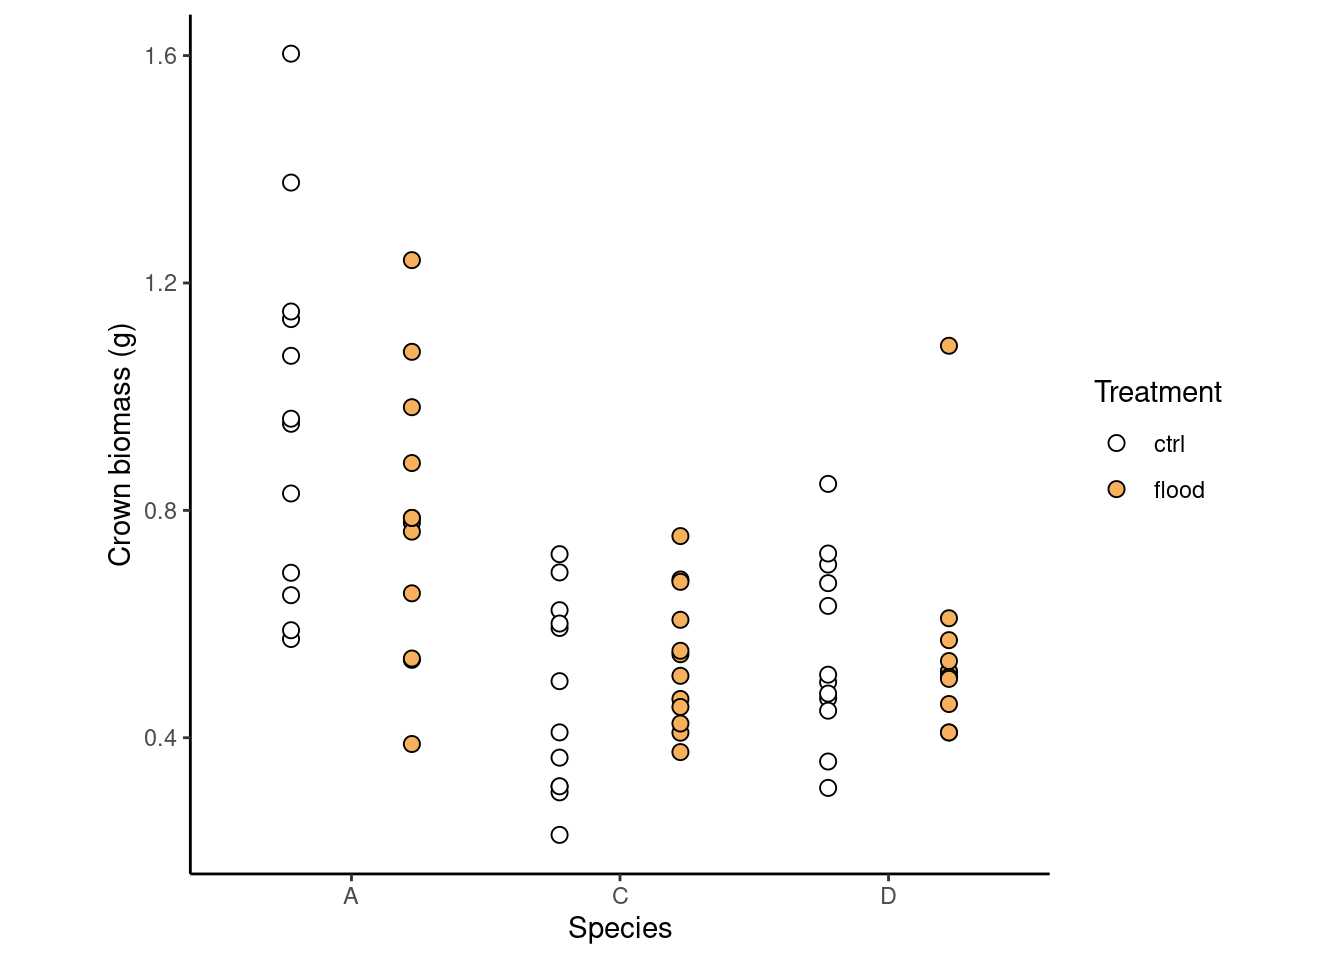 1.6
1.2
0.8
0.4
Crown biomass (g)
A
C
D
Species
Treatment
ctrl
flood